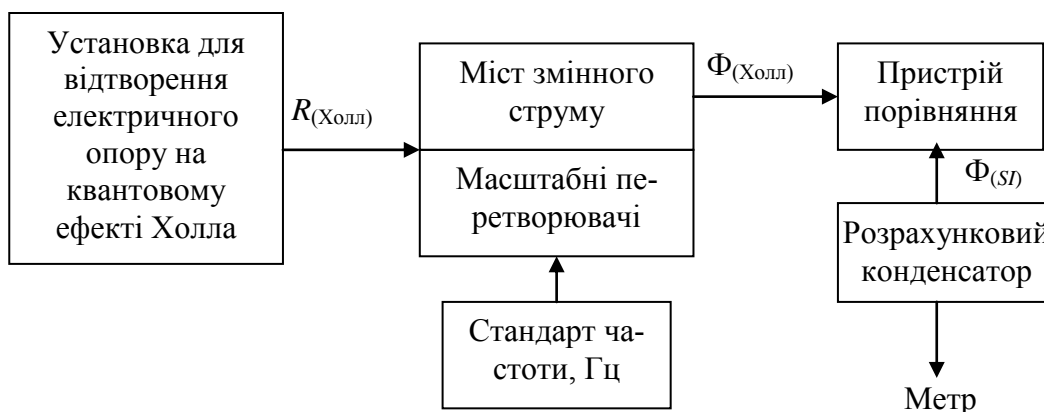 Установка для
відтворення
електричного
опору на
квантовому
ефекті Холла
R(Холл)
Міст змінного
струму
Масштабні пе-
ретворювачі
Стандарт ча-
стоти, Гц
Ф(Холл)
Пристрій
порівняння
Ф(SI)
Розрахунковий
конденсатор
Метр